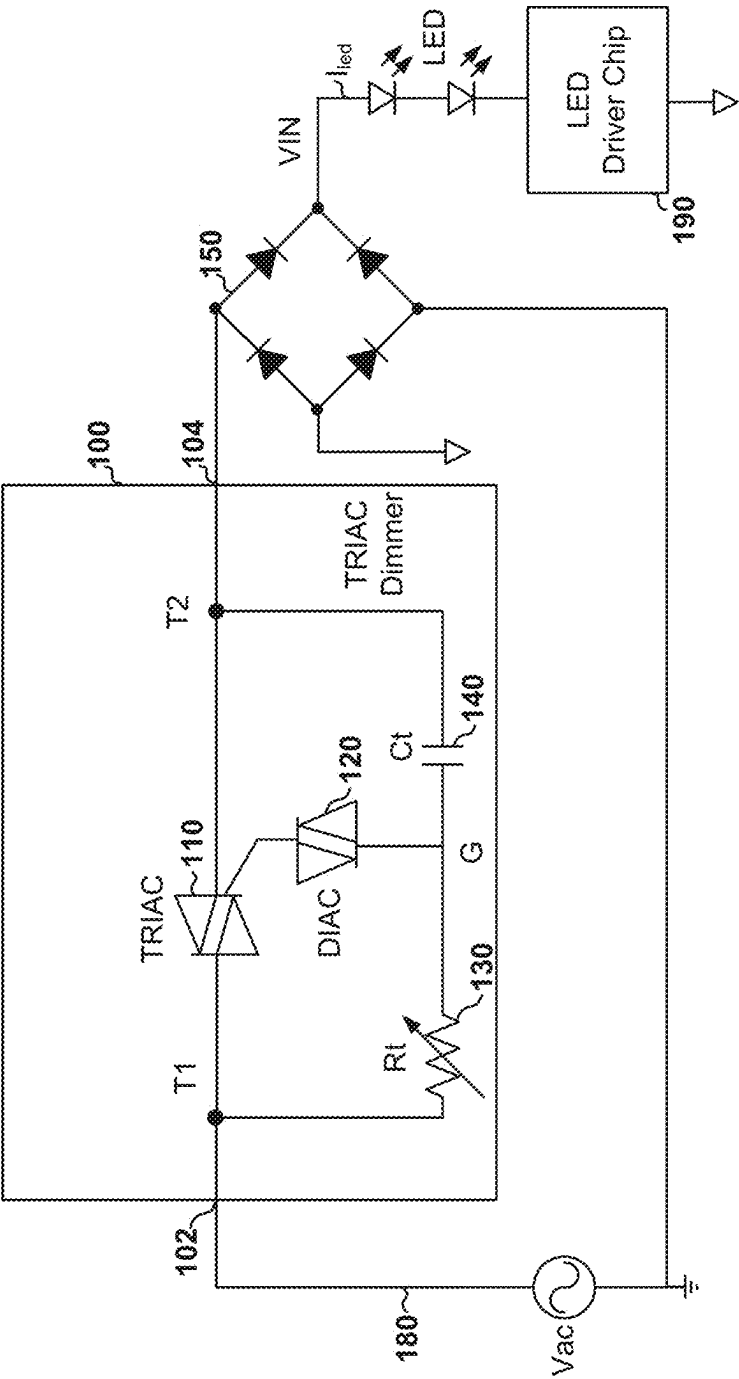 100
102
T1
TRIAC
110
T2
104
150
VIN
I_led
LED
Rt
130
DIAC
120
G
Ct
140
TRIAC
Dimmer
180
Vac
LED
Driver Chip
190